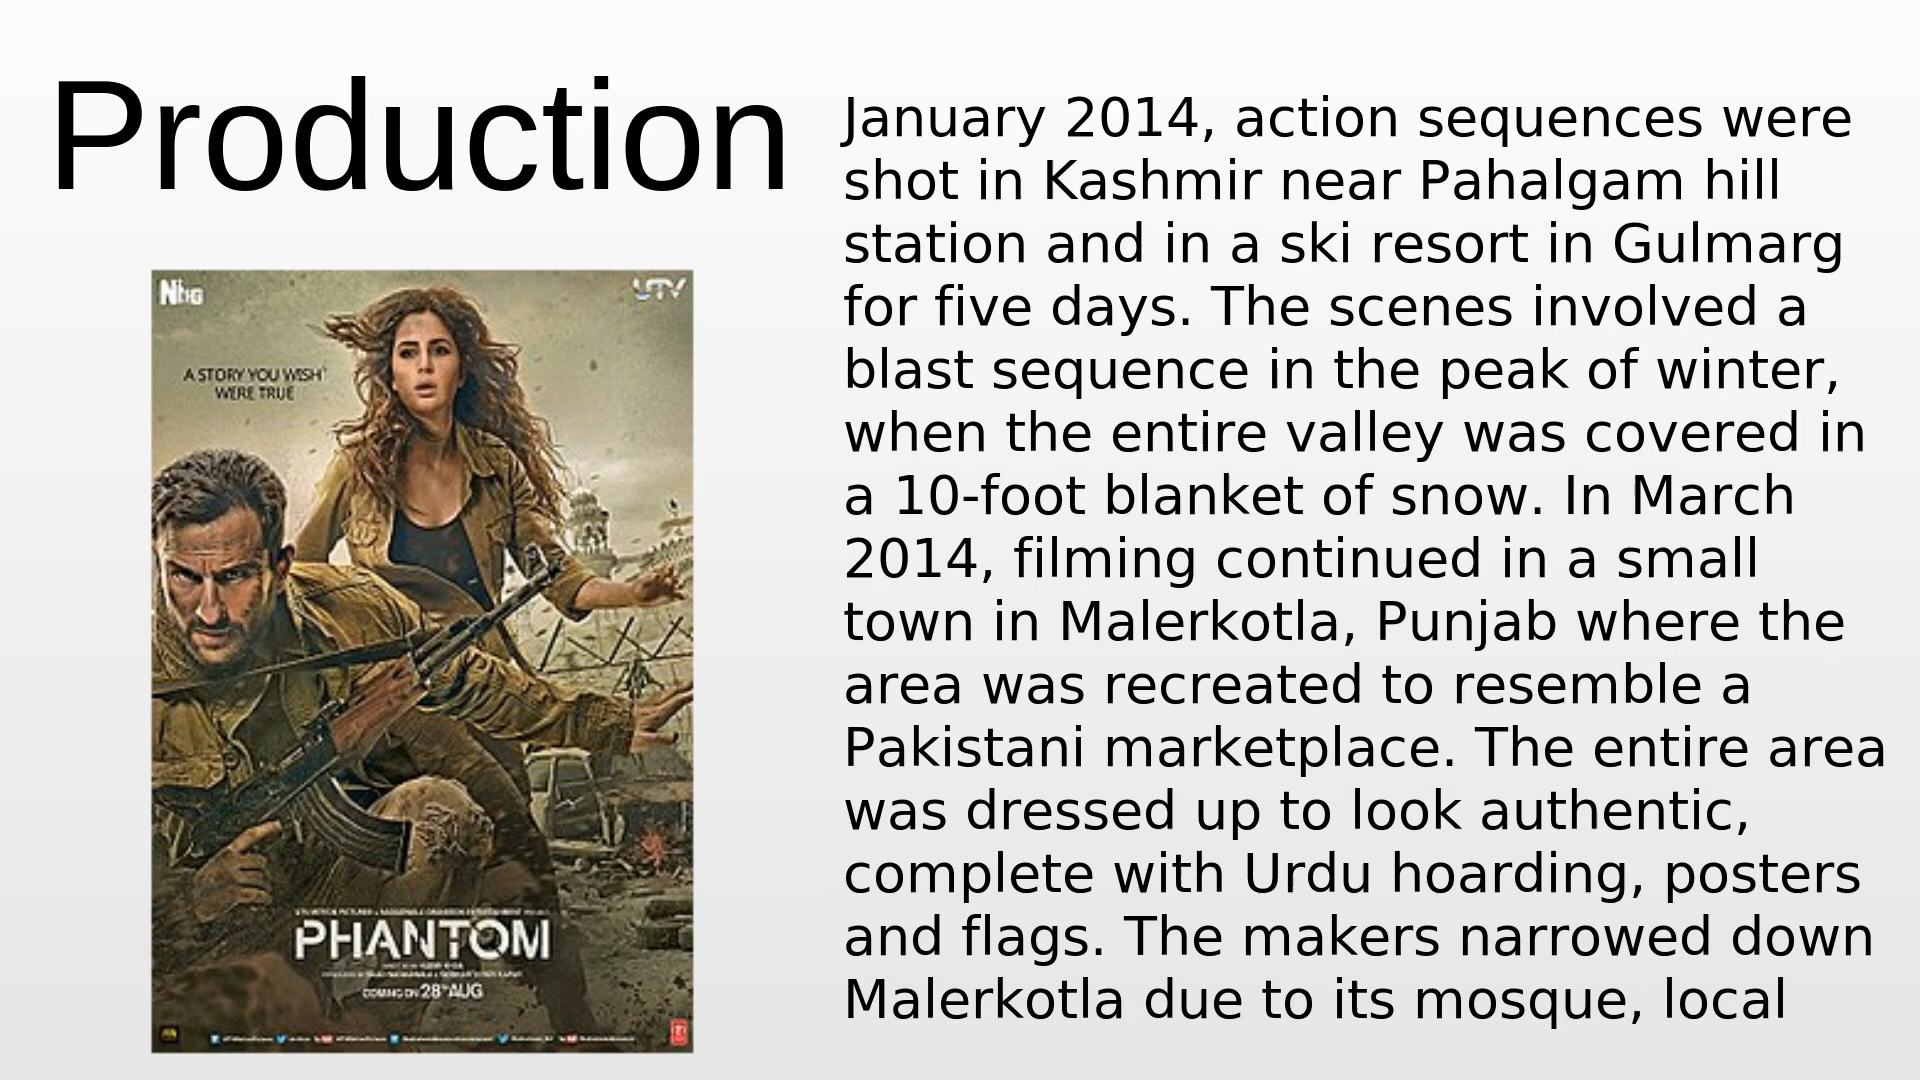 Production
January 2014, action sequences were
shot in Kashmir near Pahalgam hill
station and in a ski resort in Gulmarg
for five days. The scenes involved a
blast sequence in the peak of winter,
when the entire valley was covered in
a 10-foot blanket of snow. In March
2014, filming continued in a small
town in Malerkotla, Punjab where the
area was recreated to resemble a
Pakistani marketplace. The entire area
was dressed up to look authentic,
complete with Urdu hoarding, posters
and flags. The makers narrowed down
Malerkotla due to its mosque, local
UTV
A STORY YOU WISH
WERE TRUE
PHANTOM
COMING ON 28TH AUG